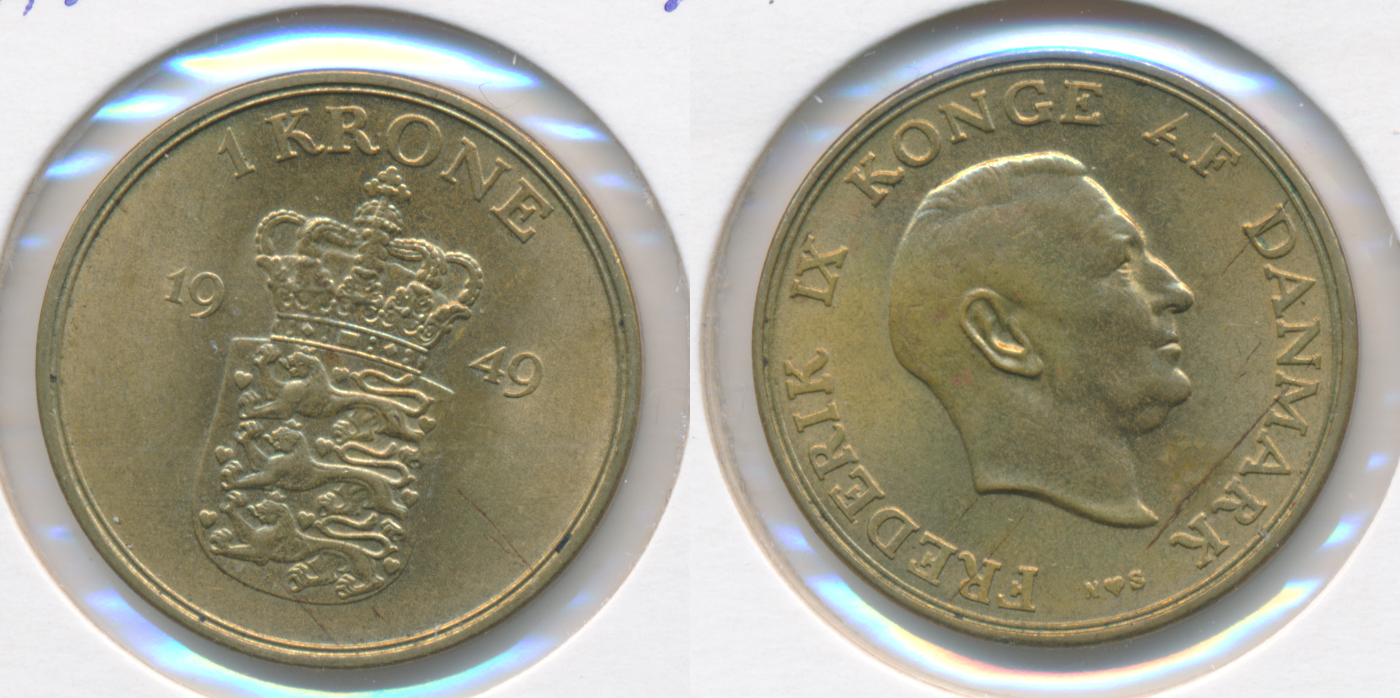 1 KRONE
19 49
FREDERIK IX KONGE AF DANMARK
N♥S